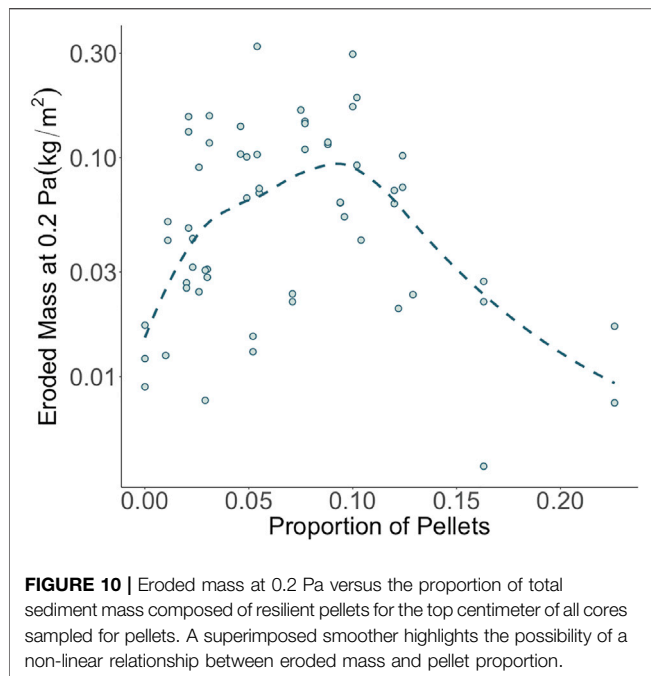 0.30
0.10
0.03
0.01
Eroded Mass at 0.2 Pa(kg/m²)
0.00 0.05 0.10 0.15 0.20
Proportion of Pellets
FIGURE 10 | Eroded mass at 0.2 Pa versus the proportion of total
sediment mass composed of resilient pellets for the top centimeter of all cores
sampled for pellets. A superimposed smoother highlights the possibility of a
non-linear relationship between eroded mass and pellet proportion.